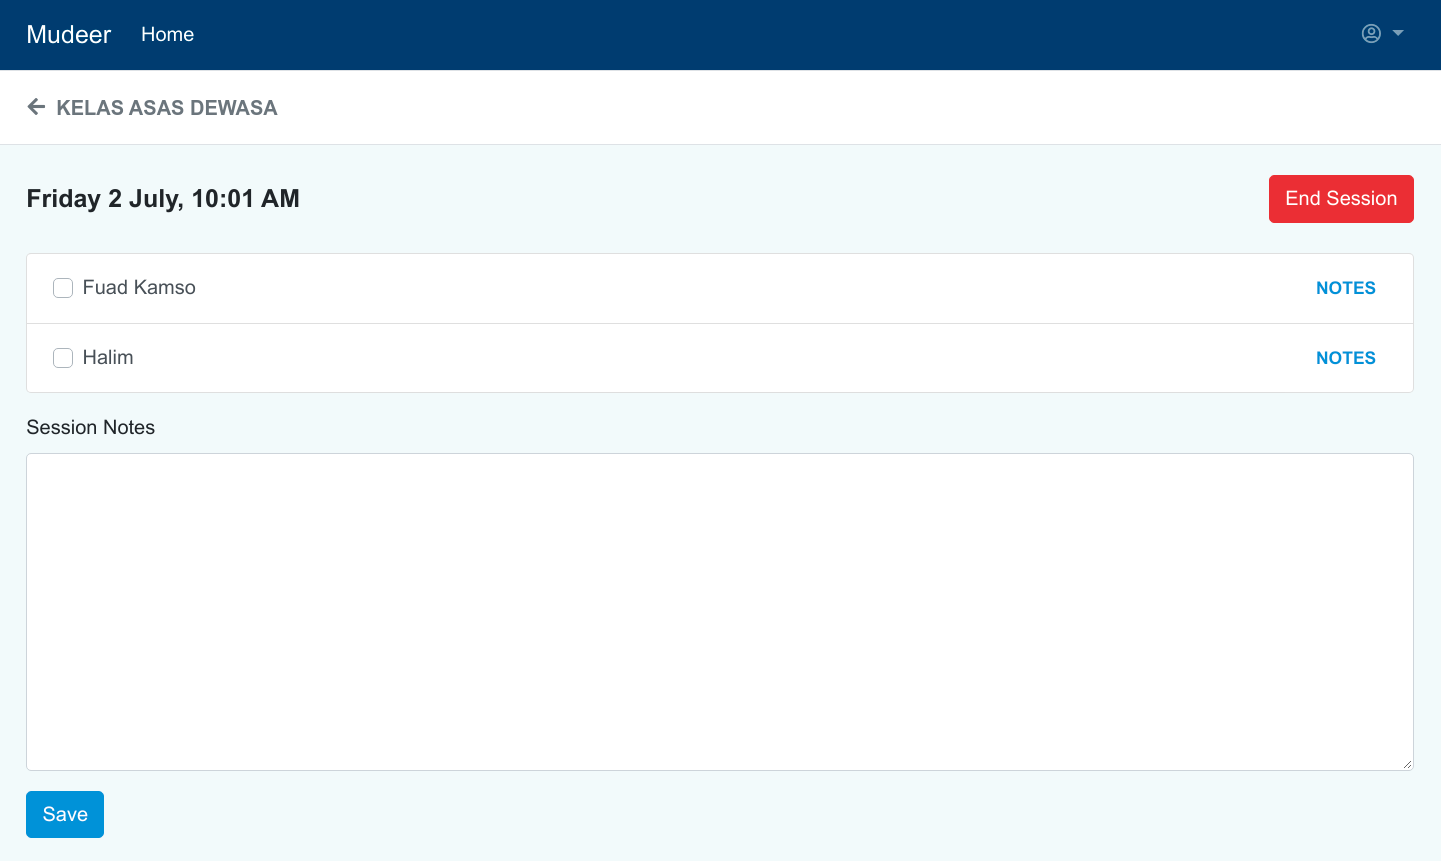 Mudeer Home
KELAS ASAS DEWASA
Friday 2 July, 10:01 AM
End Session
Fuad Kamso NOTES
Halim NOTES
Session Notes
Save